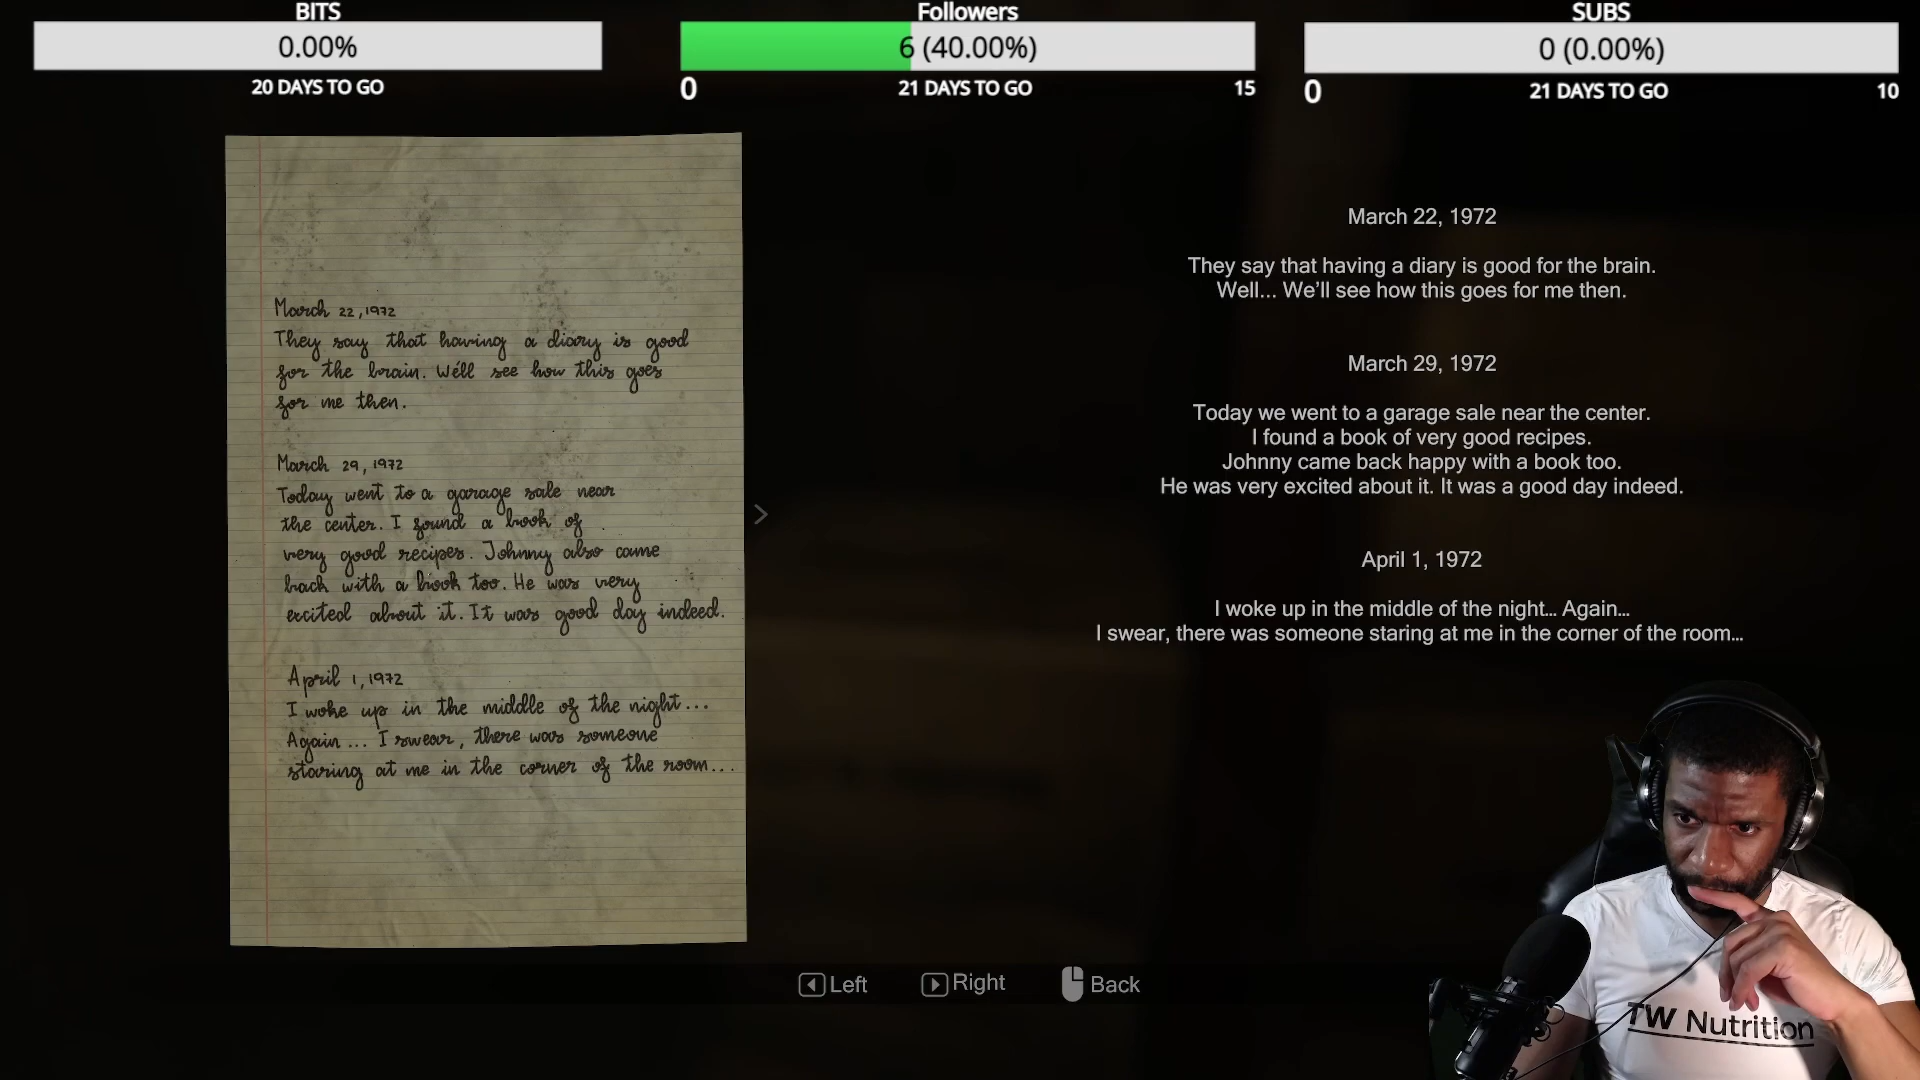 BITS
0.00%
20 DAYS TO GO
Followers
6 (40.00%)
0
21 DAYS TO GO
15
SUBS
0 (0.00%)
0
21 DAYS TO GO
10
March 22, 1972
They say that having a diary is good
for the brain. We'll see how this goes
for me then.
March 29, 1972
Today went to a garage sale near
the center. I found a book of
very good recipes. Johnny also came
back with a book too. He was very
excited about it. It was good day indeed.
April 1, 1972
I woke up in the middle of the night...
Again... I swear, there was someone
staring at me in the corner of the room...
March 22, 1972
They say that having a diary is good for the brain.
Well... We'll see how this goes for me then.
March 29, 1972
Today we went to a garage sale near the center.
I found a book of very good recipes.
Johnny came back happy with a book too.
He was very excited about it. It was a good day indeed.
April 1, 1972
I woke up in the middle of the night... Again...
I swear, there was someone staring at me in the corner of the room...
Left
Right
Back
TW Nutrition